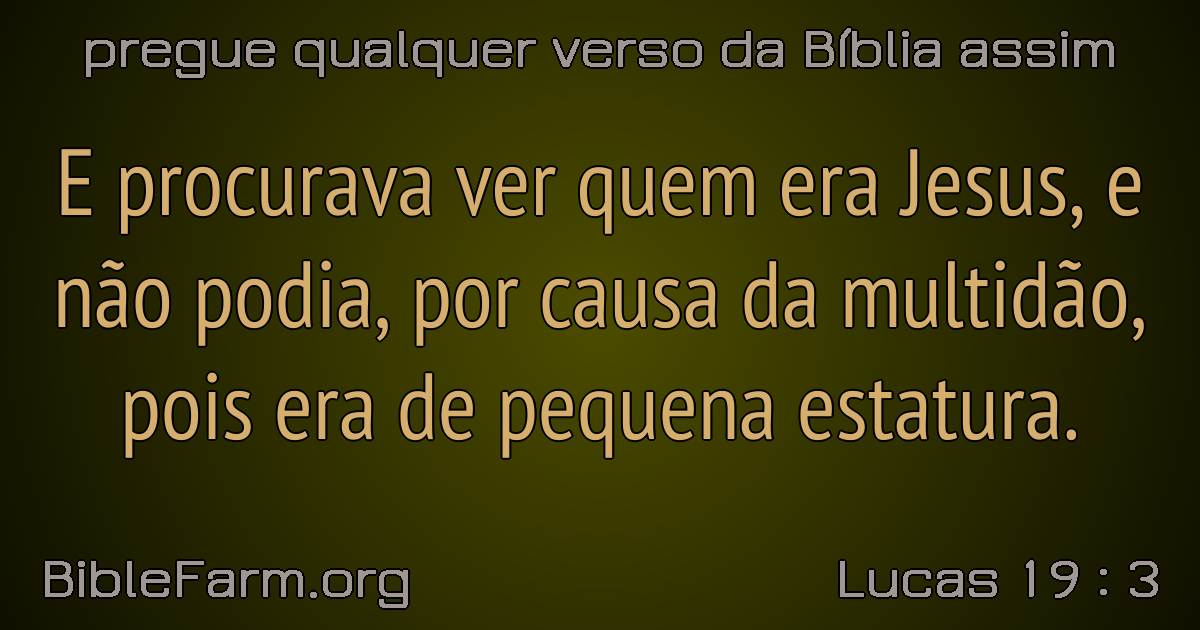 pregue qualquer verso da Bíblia assim
E procurava ver quem era Jesus, e
não podia, por causa da multidão,
pois era de pequena estatura.
BibleFarm.org
Lucas 19 : 3